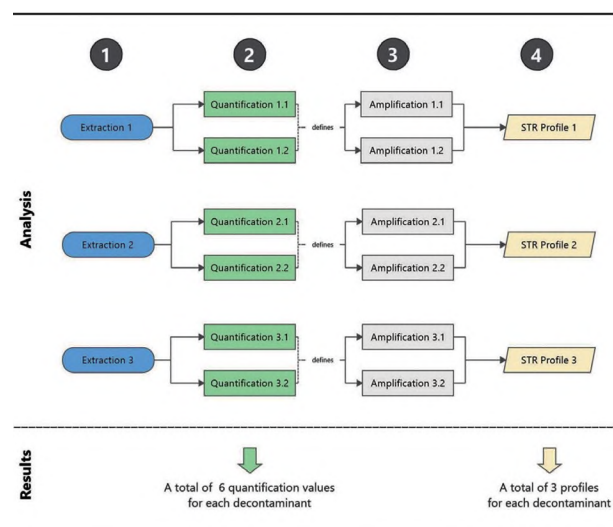 1 2 3 4
Analysis
Extraction 1
Quantification 1.1
Quantification 1.2
defines
Amplification 1.1
Amplification 1.2
STR Profile 1
Extraction 2
Quantification 2.1
Quantification 2.2
defines
Amplification 2.1
Amplification 2.2
STR Profile 2
Extraction 3
Quantification 3.1
Quantification 3.2
defines
Amplification 3.1
Amplification 3.2
STR Profile 3
Results
A total of 6 quantification values
for each decontaminant
A total of 3 profiles
for each decontaminant